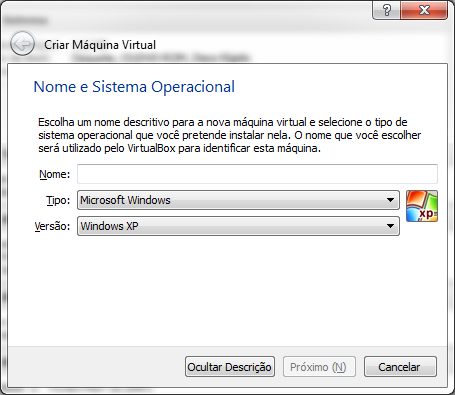 Criar Máquina Virtual
Nome e Sistema Operacional
Escolha um nome descritivo para a nova máquina virtual e selecione o tipo de
sistema operacional que você pretende instalar nela. O nome que você escolher
será utilizado pelo VirtualBox para identificar esta máquina.
Nome:
Tipo: Microsoft Windows
xp
Versão: Windows XP
Ocultar Descrição Próximo (N) Cancelar